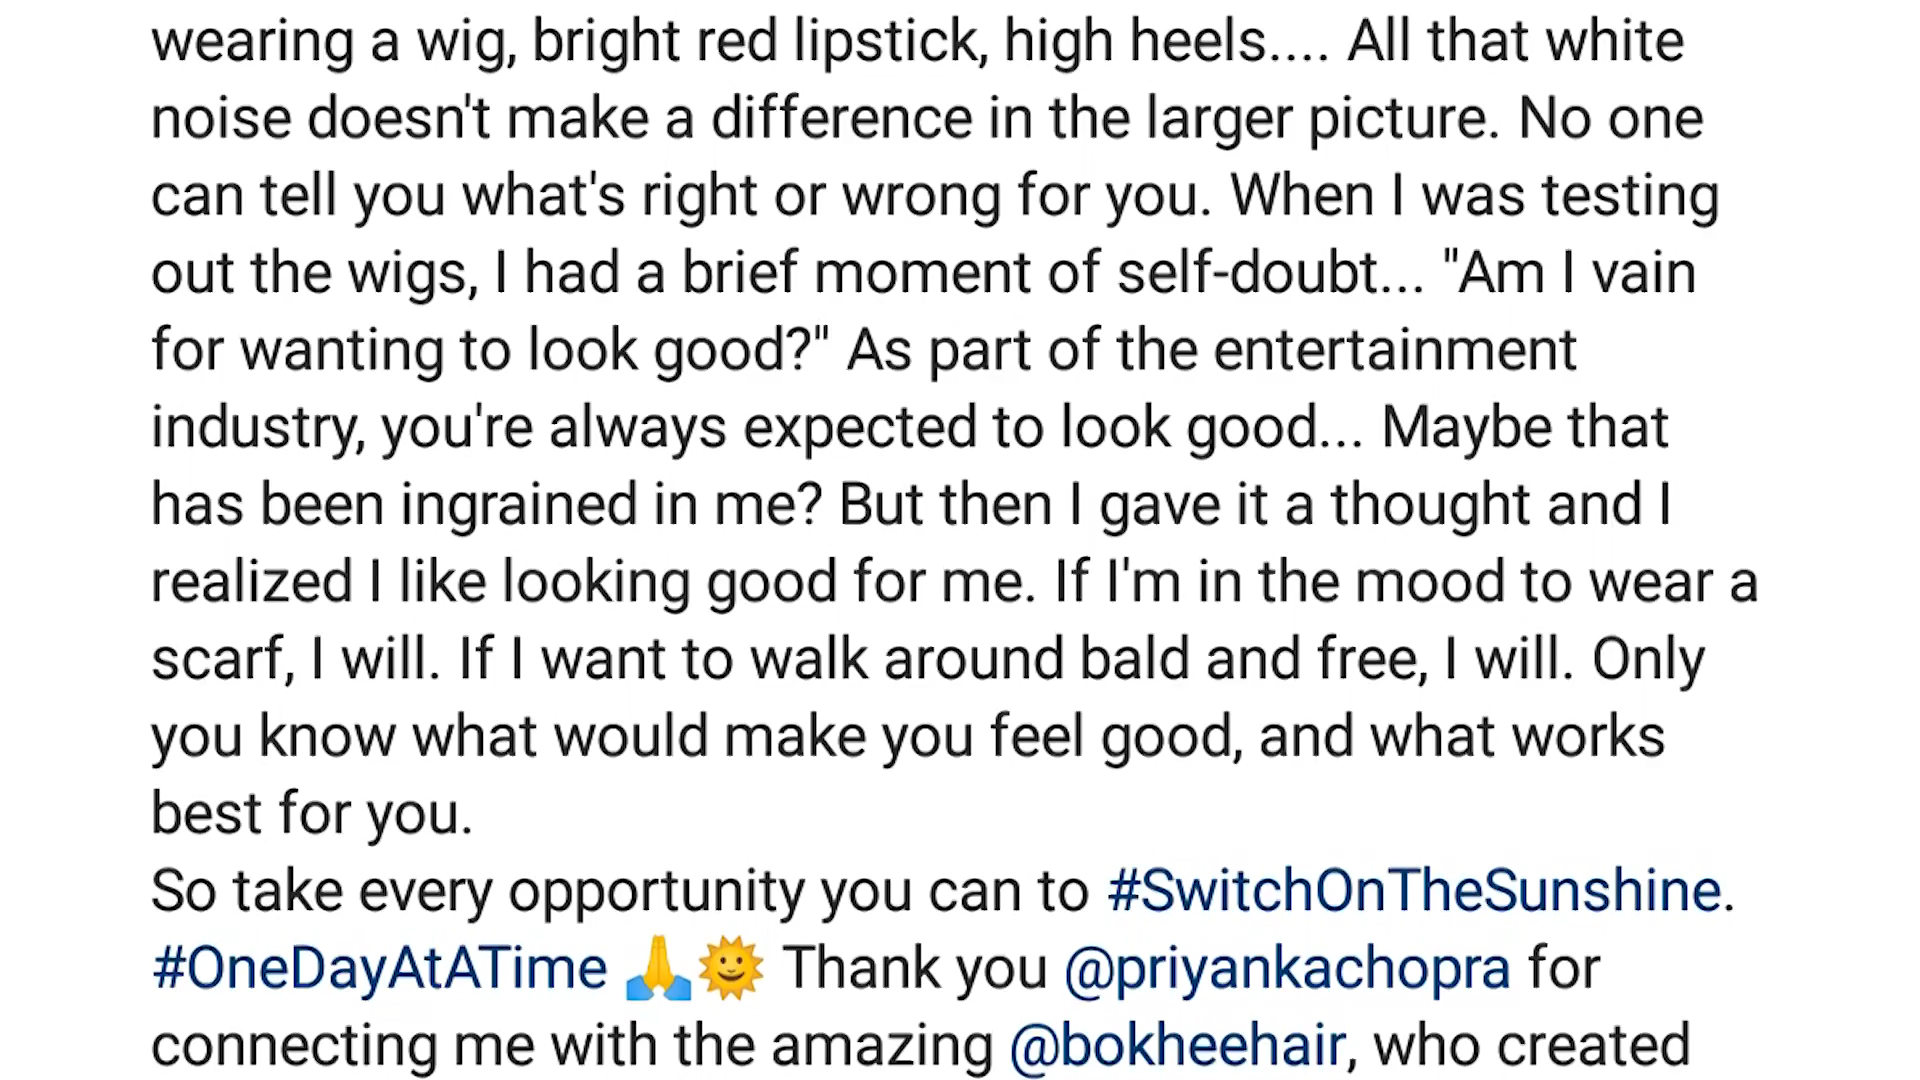 wearing a wig, bright red lipstick, high heels.... All that white
noise doesn't make a difference in the larger picture. No one
can tell you what's right or wrong for you. When I was testing
out the wigs, I had a brief moment of self-doubt... "Am I vain
for wanting to look good?" As part of the entertainment
industry, you're always expected to look good... Maybe that
has been ingrained in me? But then I gave it a thought and I
realized I like looking good for me. If I'm in the mood to wear a
scarf, I will. If I want to walk around bald and free, I will. Only
you know what would make you feel good, and what works
best for you.
So take every opportunity you can to #SwitchOnTheSunshine.
#OneDayAtATime 🙏🌞 Thank you @priyankachopra for
connecting me with the amazing @bokheehair, who created